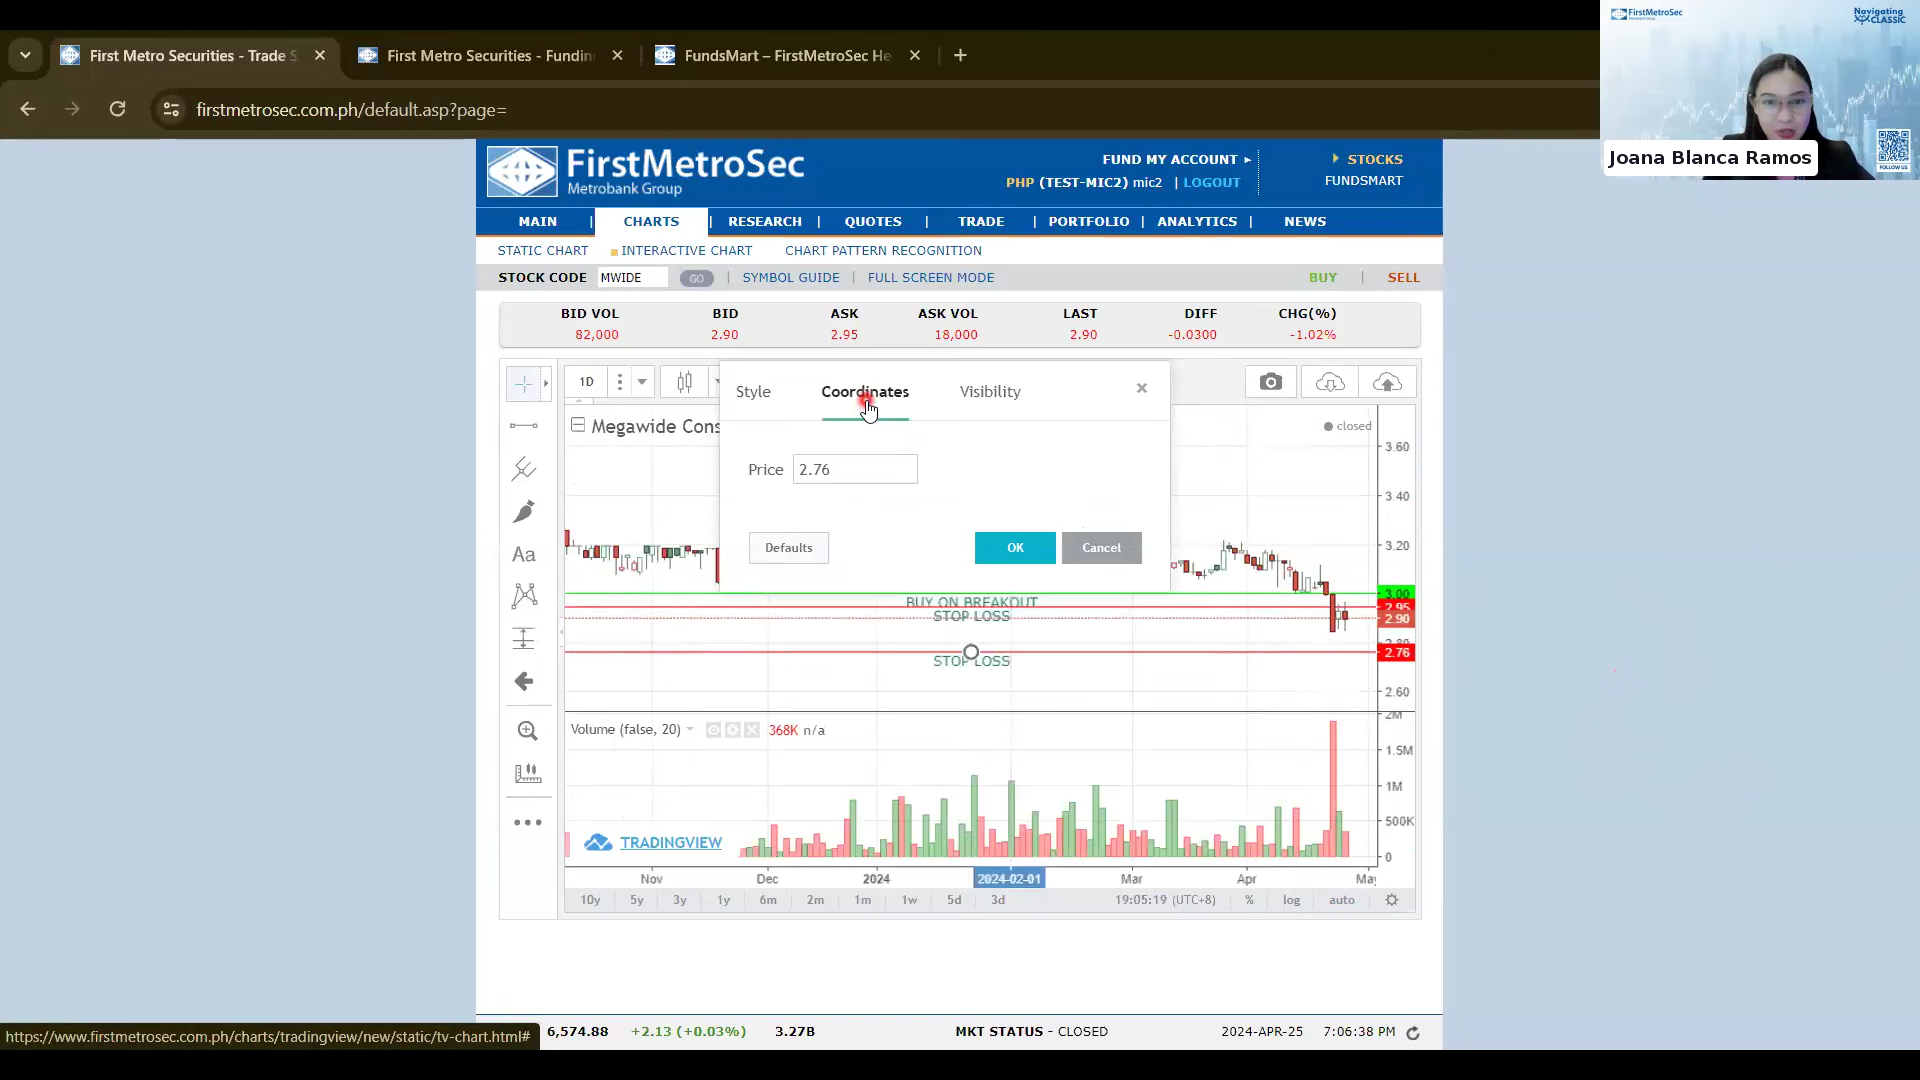 First Metro Securities - Trade S
First Metro Securities - Fundin
FundsMart – FirstMetroSec He
firstmetrosec.com.ph/default.asp?page=
FirstMetroSec
Navigating
CLASSIC
FOLLOW US
Joana Blanca Ramos
FirstMetroSec
Metrobank Group
FUND MY ACCOUNT
STOCKS
PHP (TEST-MIC2) mic2 | LOGOUT
FUNDSMART
MAIN | CHARTS | RESEARCH | QUOTES | TRADE | PORTFOLIO | ANALYTICS | NEWS
STATIC CHART INTERACTIVE CHART CHART PATTERN RECOGNITION
STOCK CODE MWIDE GO | SYMBOL GUIDE | FULL SCREEN MODE BUY | SELL
BID VOL BID ASK ASK VOL LAST DIFF CHG(%)
82,000 2.90 2.95 18,000 2.90 -0.0300 -1.02%
1D
Style Coordinates Visibility
Megawide Cons
closed
Price 2.76
Defaults OK Cancel
3.60
3.40
3.20
3.00
2.95
2.90
2.80
2.76
2.60
BUY ON BREAKOUT
STOP LOSS
STOP LOSS
Aa
Volume (false, 20) 368K n/a
2M
1.5M
1M
500K
0
TRADINGVIEW
Nov Dec 2024 2024-02-01 Mar Apr May
10y 5y 3y 1y 6m 2m 1m 1w 5d 3d 19:05:19 (UTC+8) % log auto
https://www.firstmetrosec.com.ph/charts/tradingview/new/static/tv-chart.html#
6,574.88 +2.13 (+0.03%) 3.27B MKT STATUS - CLOSED 2024-APR-25 7:06:38 PM